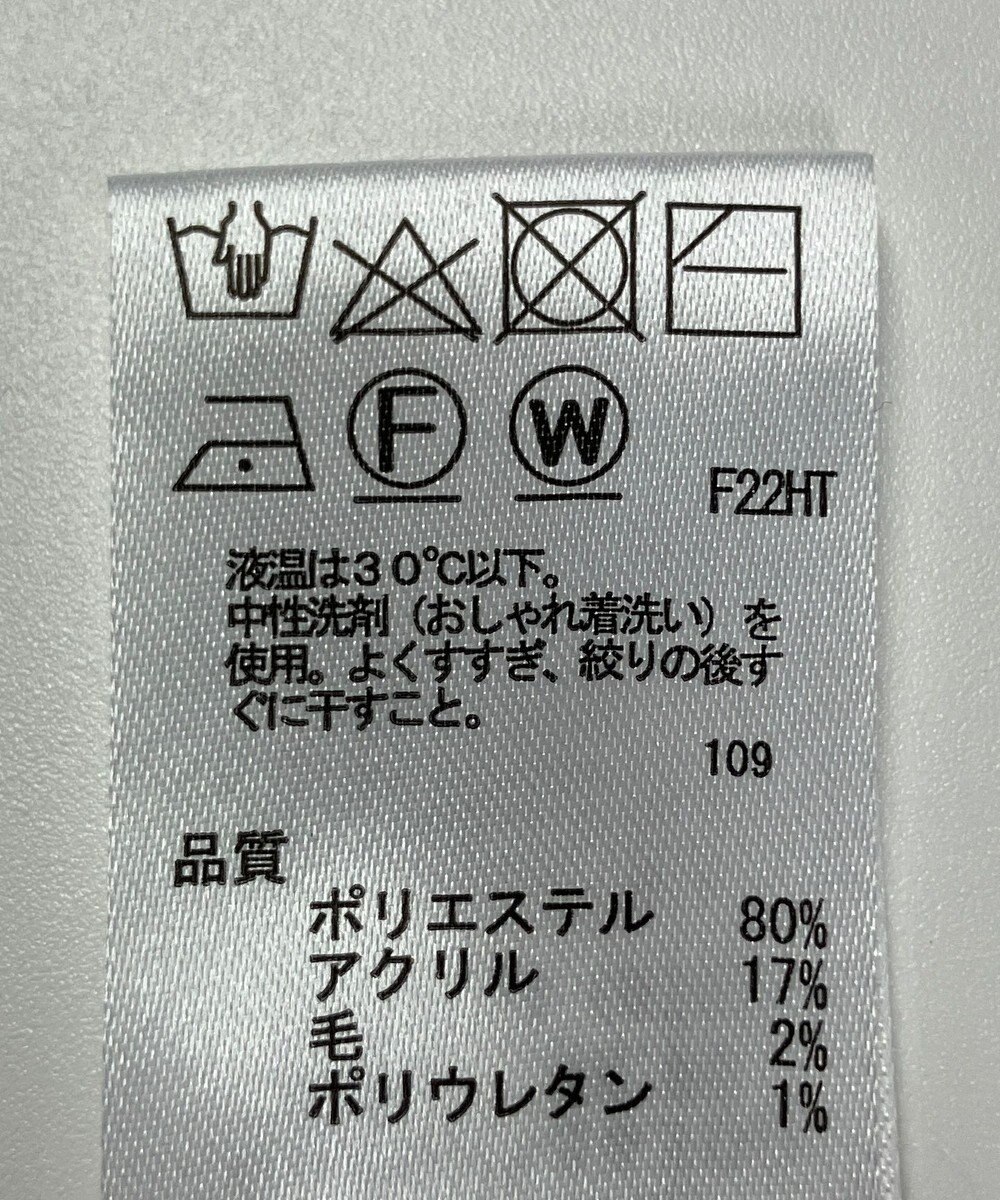 F W
F22HT
液温は30℃以下。
中性洗剤（おしゃれ着洗い）を
使用。よくすすぎ、絞りの後す
ぐに干すこと。
109
品質
ポリエステル 80%
アクリル 17%
毛 2%
ポリウレタン 1%